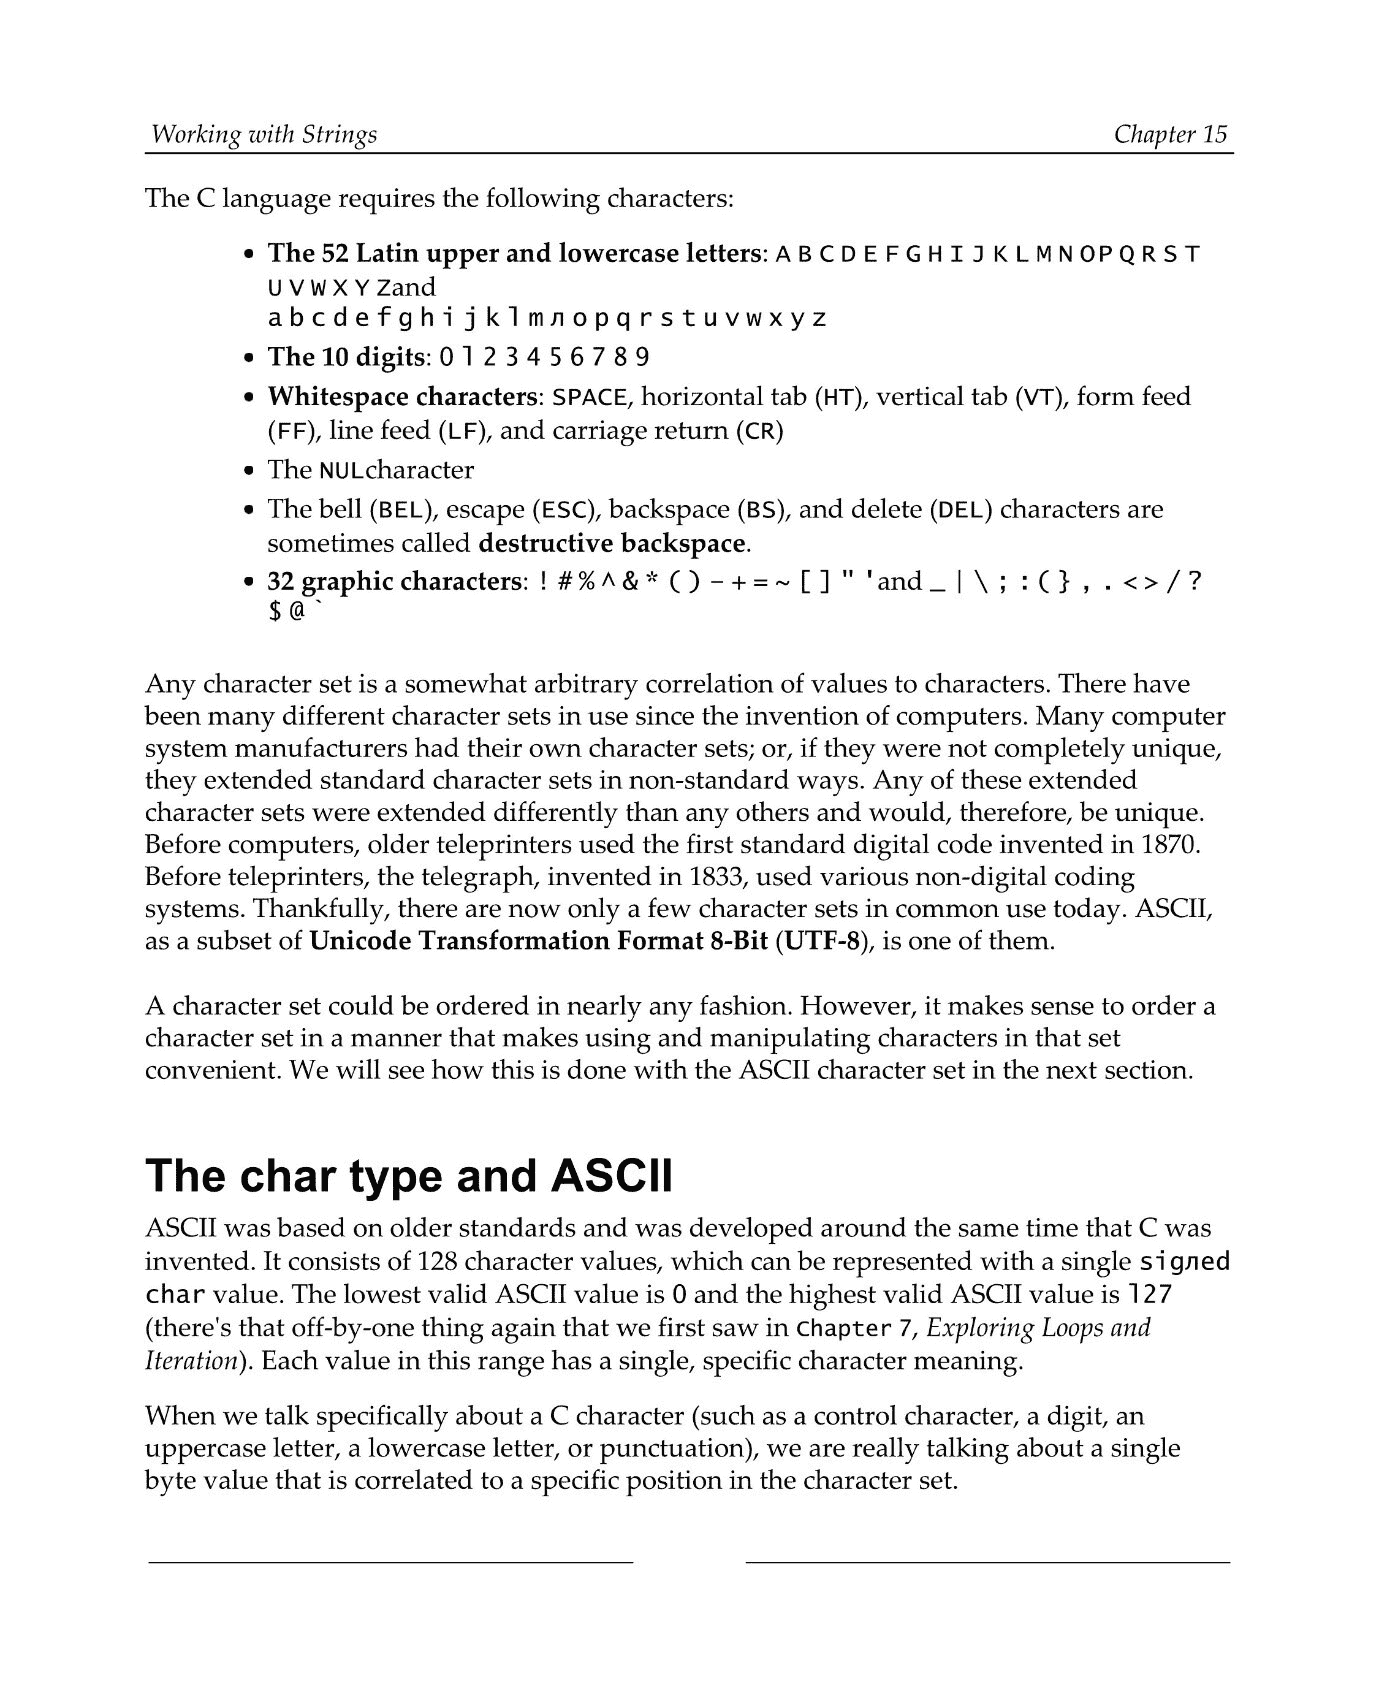 Working with Strings Chapter 15
The C language requires the following characters:
• The 52 Latin upper and lowercase letters: A B C D E F G H I J K L M N O P Q R S T
U V W X Y Zand
a b c d e f g h i j k l m л o p q r s t u v w x y z
• The 10 digits: 0 1 2 3 4 5 6 7 8 9
• Whitespace characters: SPACE, horizontal tab (HT), vertical tab (VT), form feed
(FF), line feed (LF), and carriage return (CR)
• The NULcharacter
• The bell (BEL), escape (ESC), backspace (BS), and delete (DEL) characters are
sometimes called destructive backspace.
• 32 graphic characters: ! # % ^ & * ( ) – + = ~ [ ] " 'and _ | \ ; : ( } , . < > / ?
$ @ `
Any character set is a somewhat arbitrary correlation of values to characters. There have
been many different character sets in use since the invention of computers. Many computer
system manufacturers had their own character sets; or, if they were not completely unique,
they extended standard character sets in non-standard ways. Any of these extended
character sets were extended differently than any others and would, therefore, be unique.
Before computers, older teleprinters used the first standard digital code invented in 1870.
Before teleprinters, the telegraph, invented in 1833, used various non-digital coding
systems. Thankfully, there are now only a few character sets in common use today. ASCII,
as a subset of Unicode Transformation Format 8-Bit (UTF-8), is one of them.
A character set could be ordered in nearly any fashion. However, it makes sense to order a
character set in a manner that makes using and manipulating characters in that set
convenient. We will see how this is done with the ASCII character set in the next section.
The char type and ASCII
ASCII was based on older standards and was developed around the same time that C was
invented. It consists of 128 character values, which can be represented with a single sigлed
char value. The lowest valid ASCII value is 0 and the highest valid ASCII value is 127
(there's that off-by-one thing again that we first saw in Chapter 7, Exploring Loops and
Iteration). Each value in this range has a single, specific character meaning.
When we talk specifically about a C character (such as a control character, a digit, an
uppercase letter, a lowercase letter, or punctuation), we are really talking about a single
byte value that is correlated to a specific position in the character set.